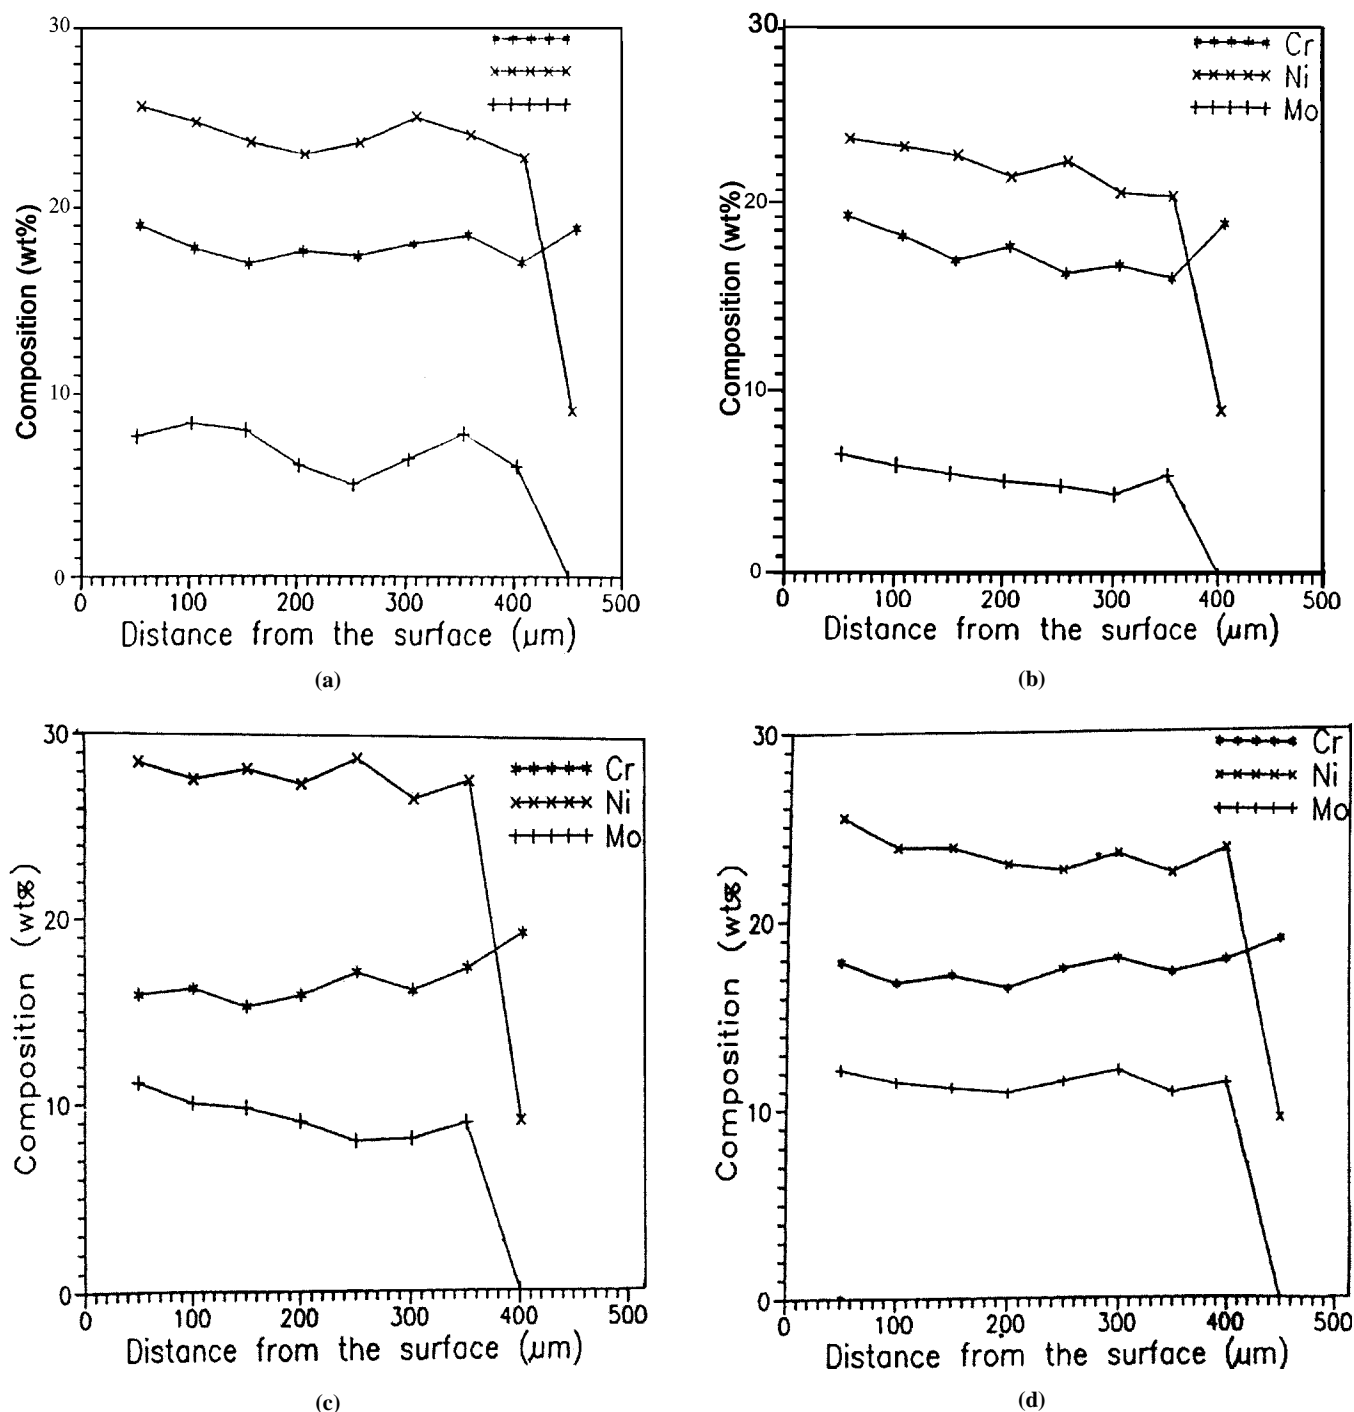 30
20
10
0
Composition (wt%)
0 100 200 300 400 500
Distance from the surface (µm)
(a)
30
20
10
0
Composition (wt%)
Cr
Ni
Mo
0 100 200 300 400 500
Distance from the surface (µm)
(b)
30
20
10
0
Composition (wt%)
Cr
Ni
Mo
0 100 200 300 400 500
Distance from the surface (µm)
(c)
30
20
10
0
Composition (wt%)
Cr
Ni
Mo
0 100 200 300 400 500
Distance from the surface (µm)
(d)